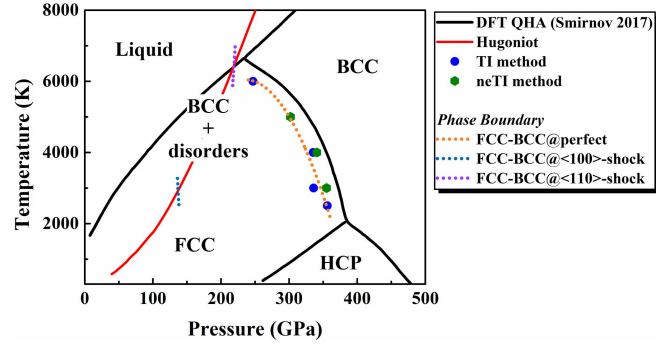 8000
6000
4000
2000
0
Temperature (K)
0
100
200
300
400
500
Pressure (GPa)
Liquid
BCC
BCC
+
disorders
FCC
HCP
DFT QHA (Smirnov 2017)
Hugoniot
TI method
neTI method
Phase Boundary
FCC-BCC@perfect
FCC-BCC@<100>-shock
FCC-BCC@<110>-shock